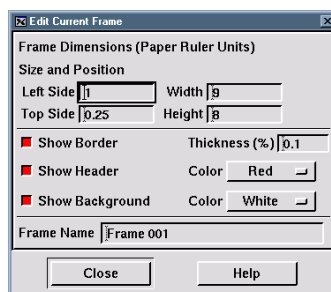 Edit Current Frame
Frame Dimensions (Paper Ruler Units)
Size and Position
Left Side 1 Width 9
Top Side 0.25 Height 8
Show Border Thickness (%) 0.1
Show Header Color Red
Show Background Color White
Frame Name Frame 001
Close Help